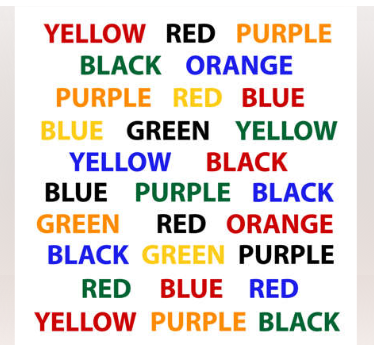 YELLOW RED PURPLE
BLACK ORANGE
PURPLE RED BLUE
BLUE GREEN YELLOW
YELLOW BLACK
BLUE PURPLE BLACK
GREEN RED ORANGE
BLACK GREEN PURPLE
RED BLUE RED
YELLOW PURPLE BLACK